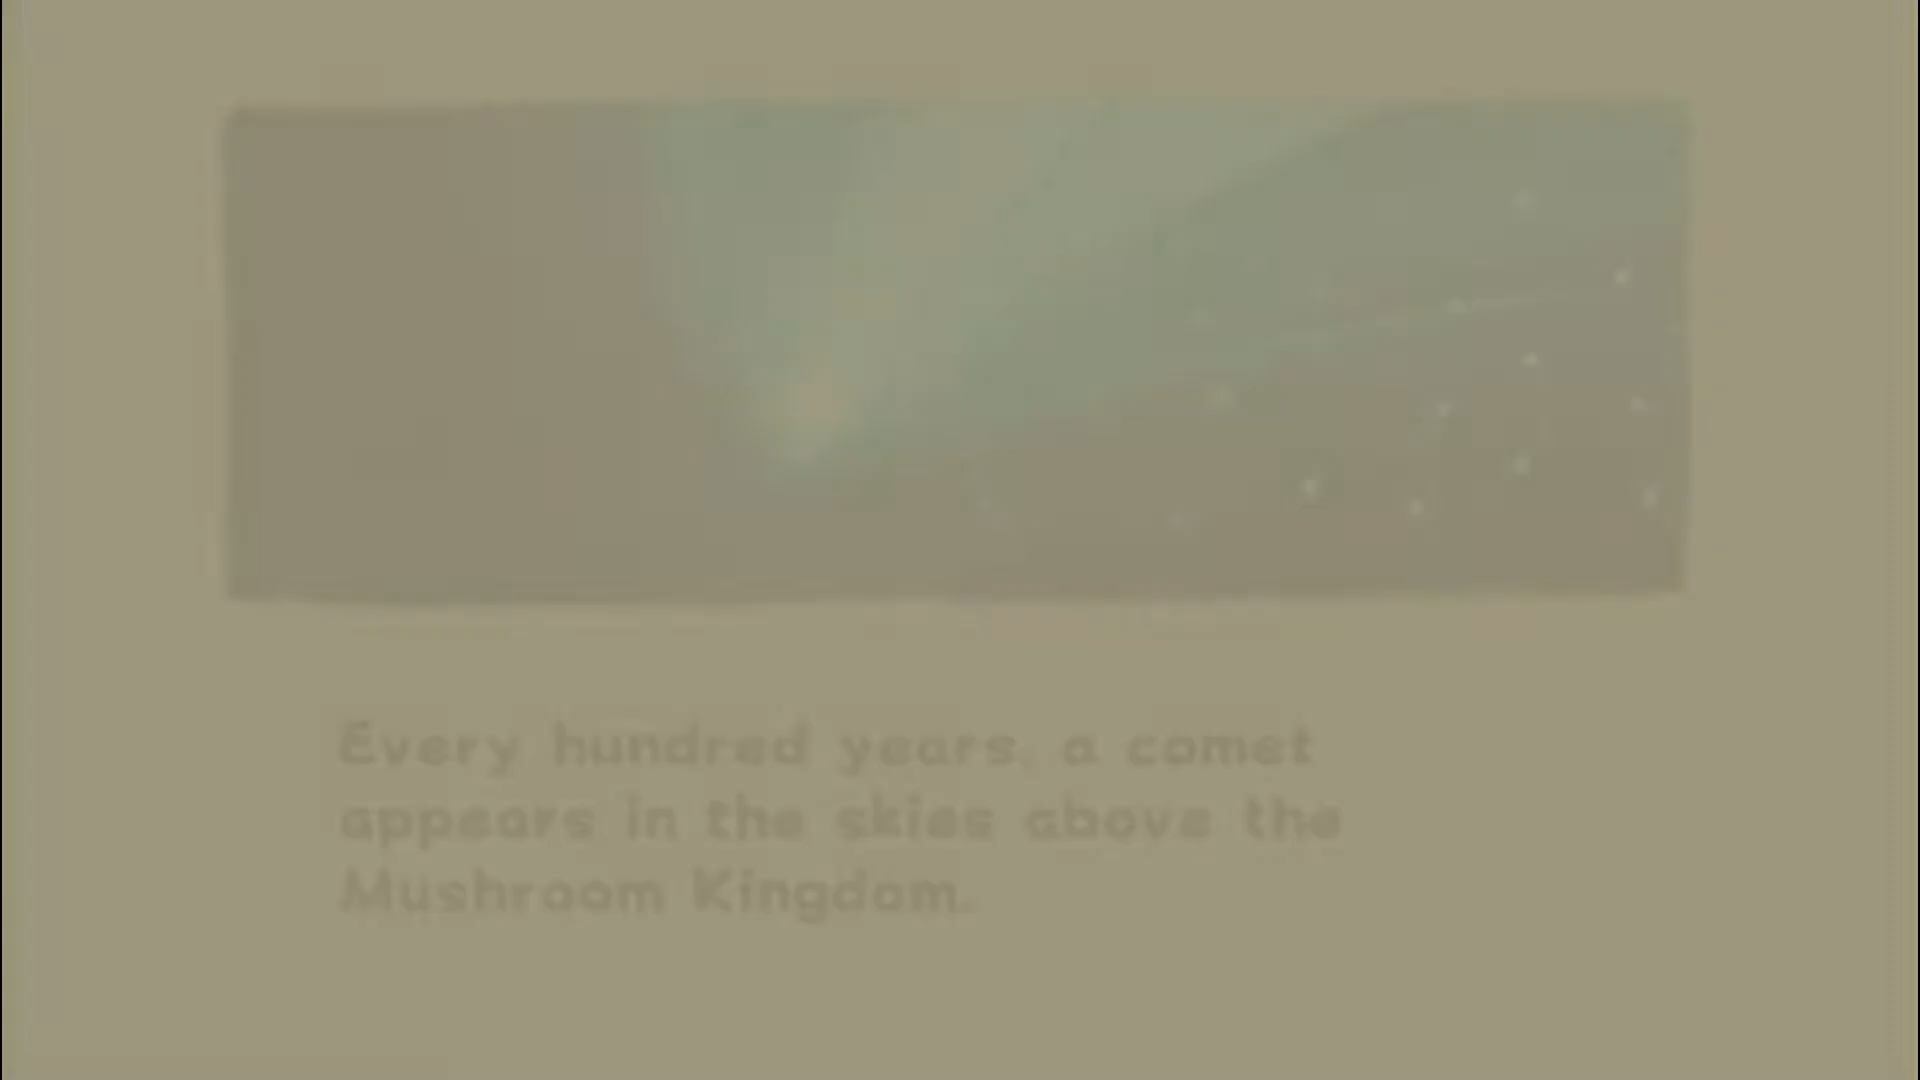 Every hundred years, a comet
appears in the skies above the
Mushroom Kingdom.